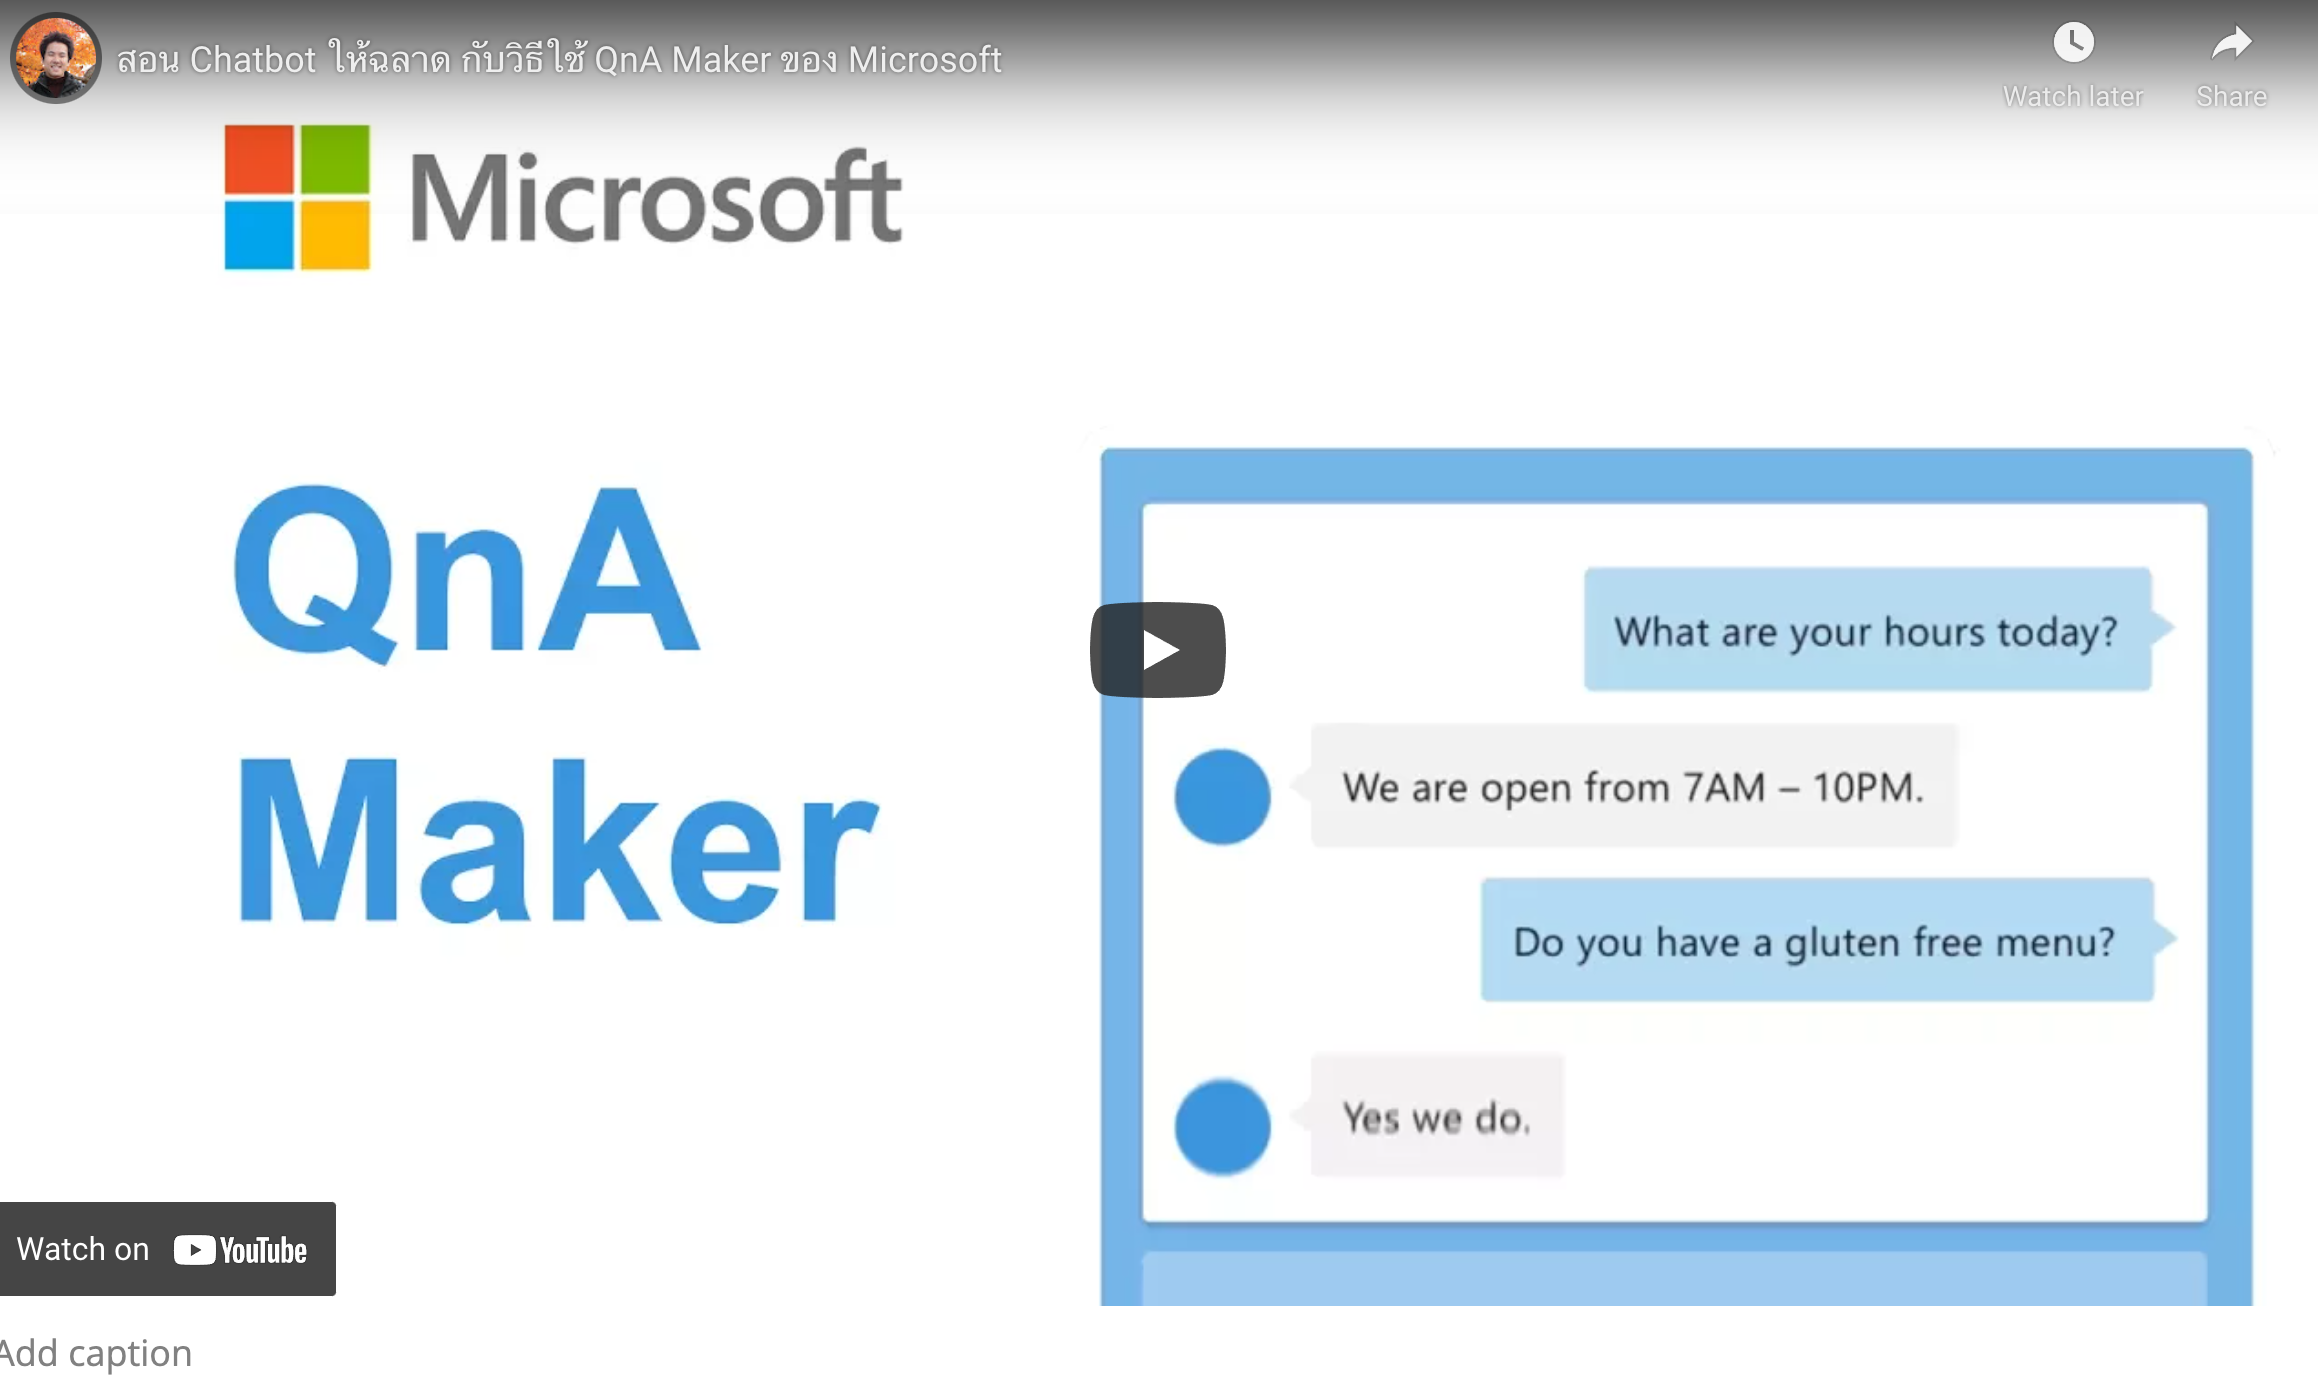 สอน Chatbot ให้ฉลาด กับวิธีใช้ QnA Maker ของ Microsoft
Watch later
Share
Microsoft
QnA
Maker
What are your hours today?
We are open from 7AM – 10PM.
Do you have a gluten free menu?
Yes we do.
Watch on YouTube
Add caption